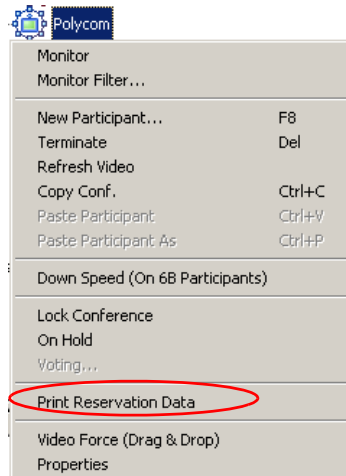 Polycom
Monitor
Monitor Filter...
New Participant... F8
Terminate Del
Refresh Video
Copy Conf. Ctrl+C
Paste Participant Ctrl+V
Paste Participant As Ctrl+P
Down Speed (On 6B Participants)
Lock Conference
On Hold
Voting...
Print Reservation Data
Video Force (Drag & Drop)
Properties